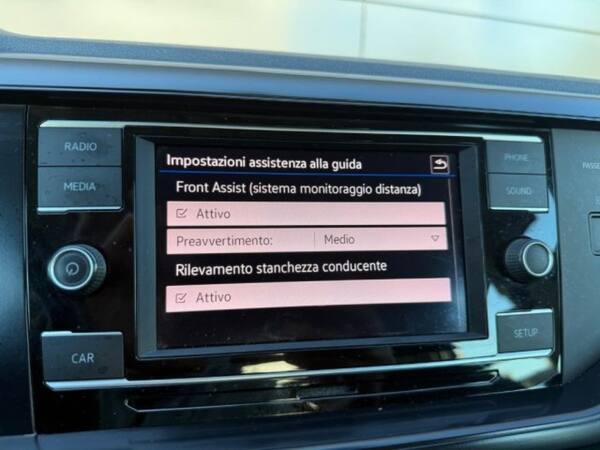 RADIO
MEDIA
CAR
Impostazioni assistenza alla guida
Front Assist (sistema monitoraggio distanza)
Attivo
Preavvertimento: Medio
Rilevamento stanchezza conducente
Attivo
PHONE
SOUND
SETUP